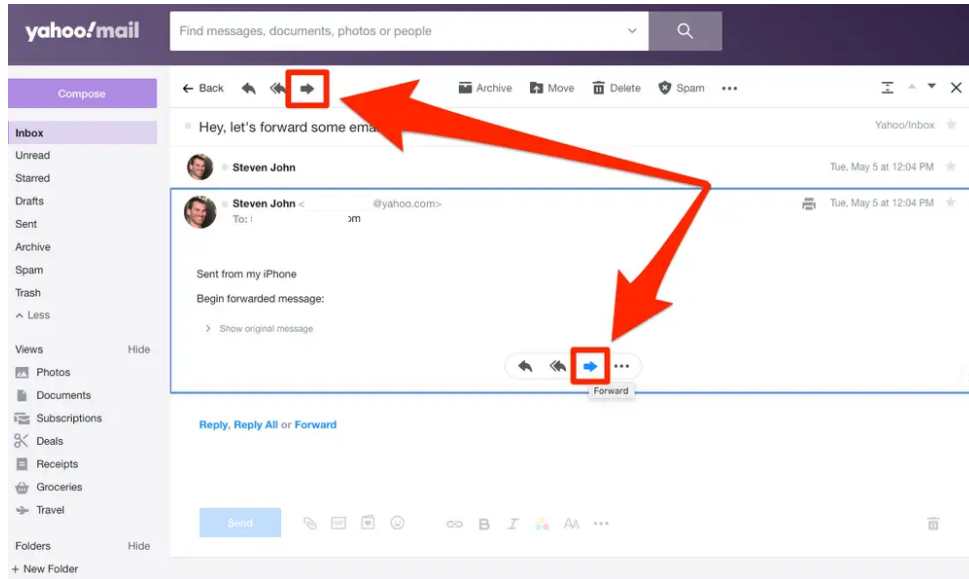 yahoo!mail
Find messages, documents, photos or people
Compose
Back
Archive Move Delete Spam
Inbox
Unread
Starred
Drafts
Sent
Archive
Spam
Trash
Less
Views Hide
Photos
Documents
Subscriptions
Deals
Receipts
Groceries
Travel
Folders Hide
+ New Folder
Hey, let's forward some
Yahoo/Inbox
Steven John
Tue, May 5 at 12:04 PM
Steven John < @yahoo.com>
Tue, May 5 at 12:04 PM
To:
Sent from my iPhone
Begin forwarded message:
Show original message
Forward
Reply, Reply All or Forward
Send
GIF
B I AA